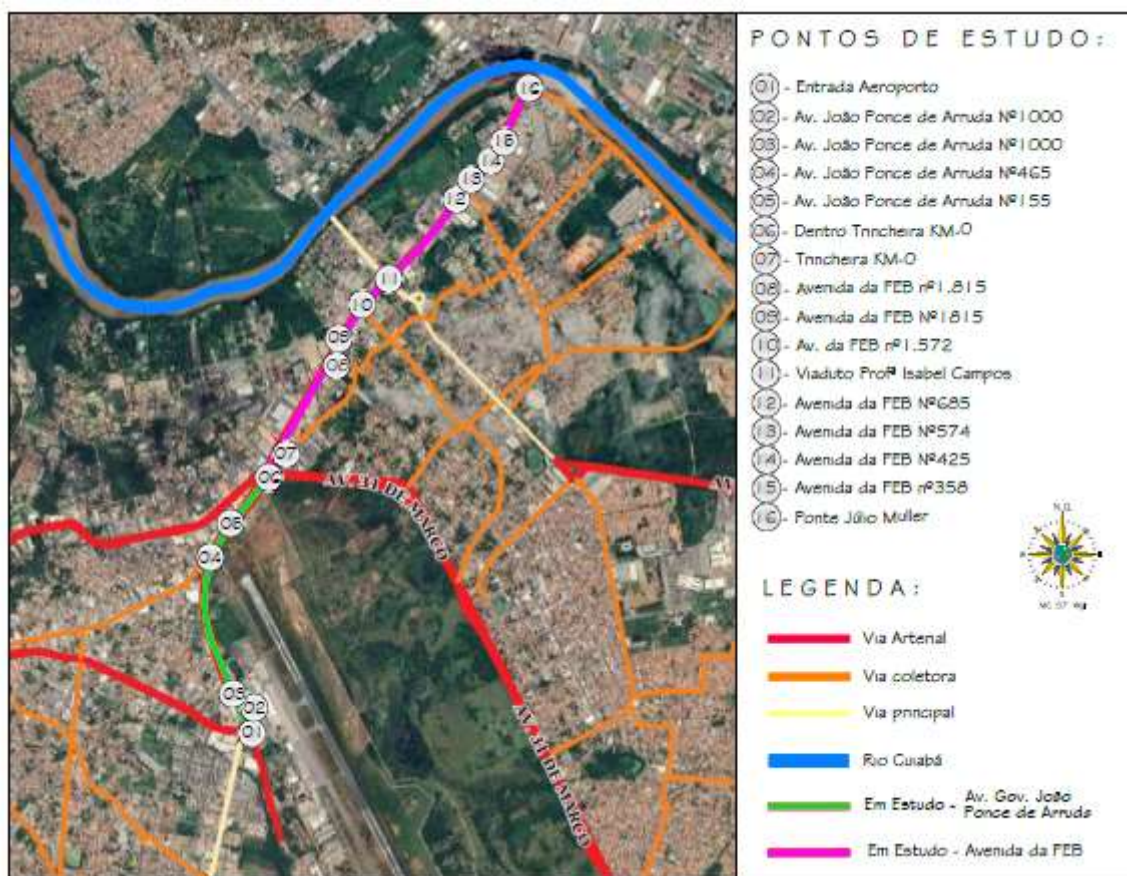 PONTOS DE ESTUDO:
01 - Entrada Aeroporto
02 - Av. João Ponce de Arruda Nº1000
03 - Av. João Ponce de Arruda Nº1000
04 - Av. João Ponce de Arruda Nº465
05 - Av. João Ponce de Arruda Nº155
06 - Dentro Trincheira KM-0
07 - Trincheira KM-0
08 - Avenida da FEB nº1.815
09 - Avenida da FEB Nº1815
10 - Av. da FEB nº1.572
11 - Viaduto Profª Isabel Campos
12 - Avenida da FEB Nº685
13 - Avenida da FEB Nº574
14 - Avenida da FEB Nº425
15 - Avenida da FEB nº358
16 - Ponte Júlio Muller
LEGENDA:
Via Arterial
Via coletora
Via principal
Rio Cuiabá
Em Estudo - Av. Gov. João
Ponce de Arruda
Em Estudo - Avenida da FEB
16
15
14
13
12
11
10
09
08
07
06
AV. 31 DE MARÇO
05
04
03
02
01
AV. 31 DE MARÇO